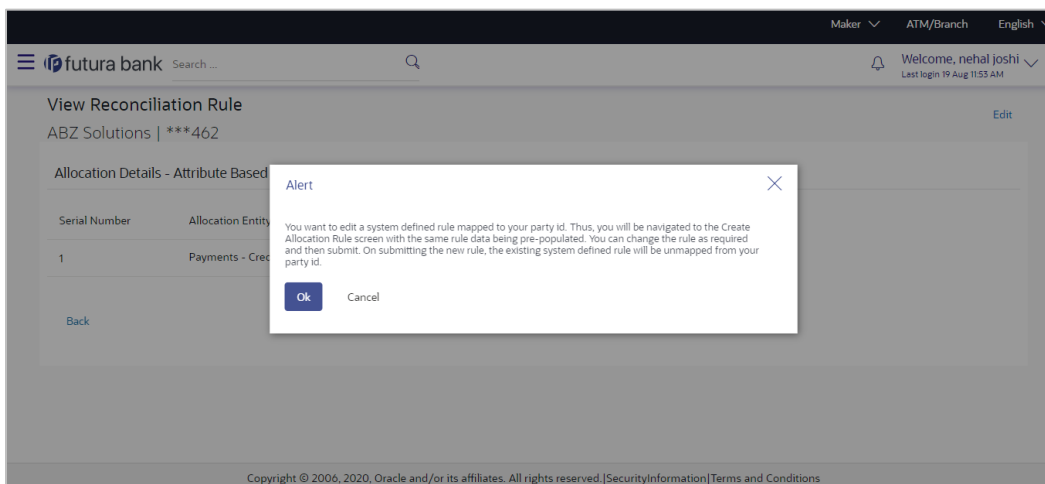 Maker ATM/Branch English
futura bank Search ... Welcome, nehal joshi
Last login 19 Aug 11:53 AM
View Reconciliation Rule
Edit
ABZ Solutions | ***462
Allocation Details - Attribute Based
Alert
Serial Number Allocation Entity
You want to edit a system defined rule mapped to your party id. Thus, you will be navigated to the Create
Allocation Rule screen with the same rule data being pre-populated. You can change the rule as required
and then submit. On submitting the new rule, the existing system defined rule will be unmapped from your
party id.
1 Payments - Cred
Ok Cancel
Back
Copyright © 2006, 2020, Oracle and/or its affiliates. All rights reserved.|SecurityInformation|Terms and Conditions